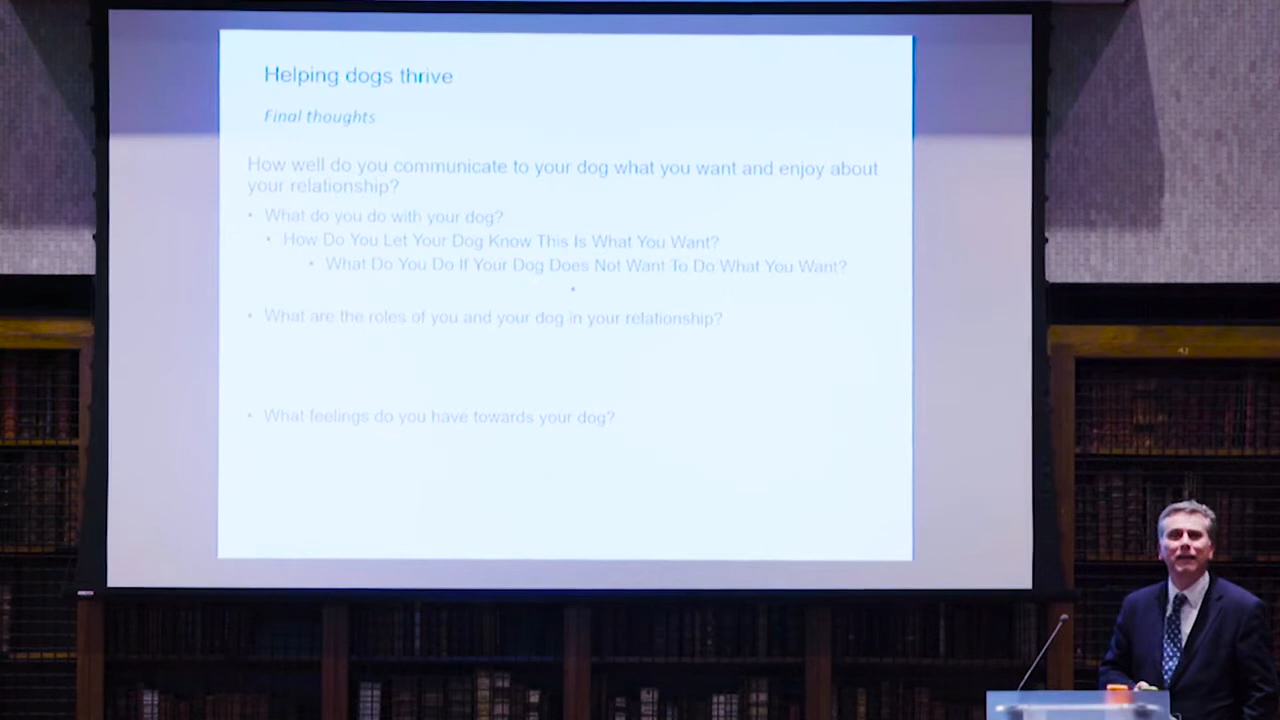 Helping dogs thrive
Final thoughts
How well do you communicate to your dog what you want and enjoy about
your relationship?
• What do you do with your dog?
• How Do You Let Your Dog Know This Is What You Want?
• What Do You Do If Your Dog Does Not Want To Do What You Want?
•
• What are the roles of you and your dog in your relationship?
• What feelings do you have towards your dog?